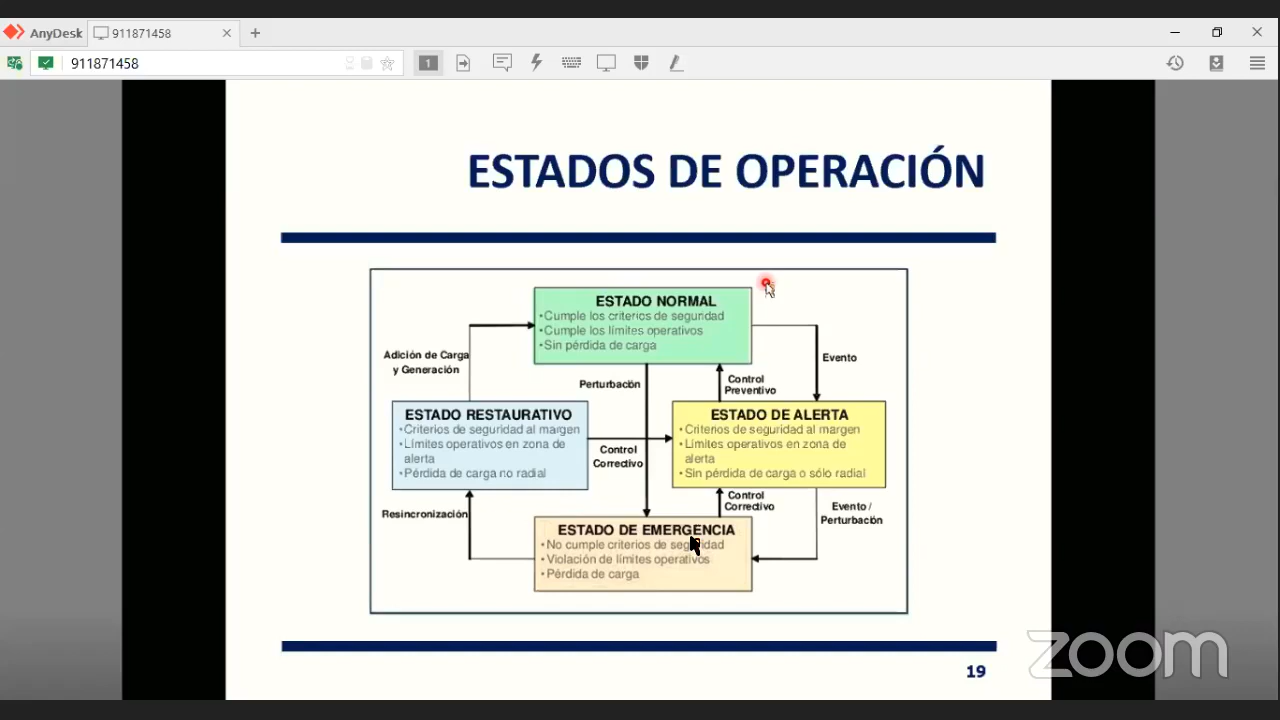 AnyDesk
911871458
911871458
1
ESTADOS DE OPERACIÓN
ESTADO NORMAL
•Cumple los criterios de seguridad
•Cumple los límites operativos
•Sin pérdida de carga
Adición de Carga
y Generación
Perturbación
Control
Preventivo
Evento
ESTADO RESTAURATIVO
•Criterios de seguridad al margen
•Límites operativos en zona de
alerta
•Pérdida de carga no radial
Control
Correctivo
ESTADO DE ALERTA
•Criterios de seguridad al margen
•Límites operativos en zona de
alerta
•Sin pérdida de carga o sólo radial
Resincronización
Control
Correctivo
Evento /
Perturbación
ESTADO DE EMERGENCIA
•No cumple criterios de seguridad
•Violación de límites operativos
•Pérdida de carga
19
zoom